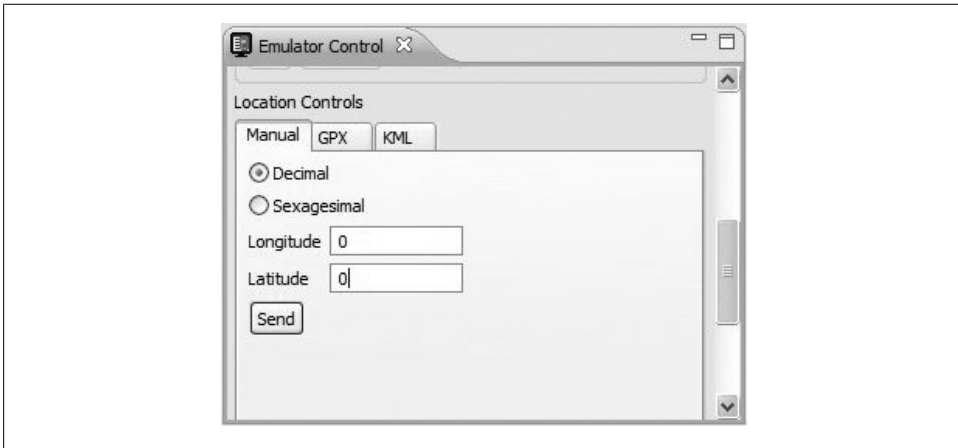 Emulator Control
Location Controls
Manual GPX KML
Decimal
Sexagesimal
Longitude 0
Latitude 0
Send